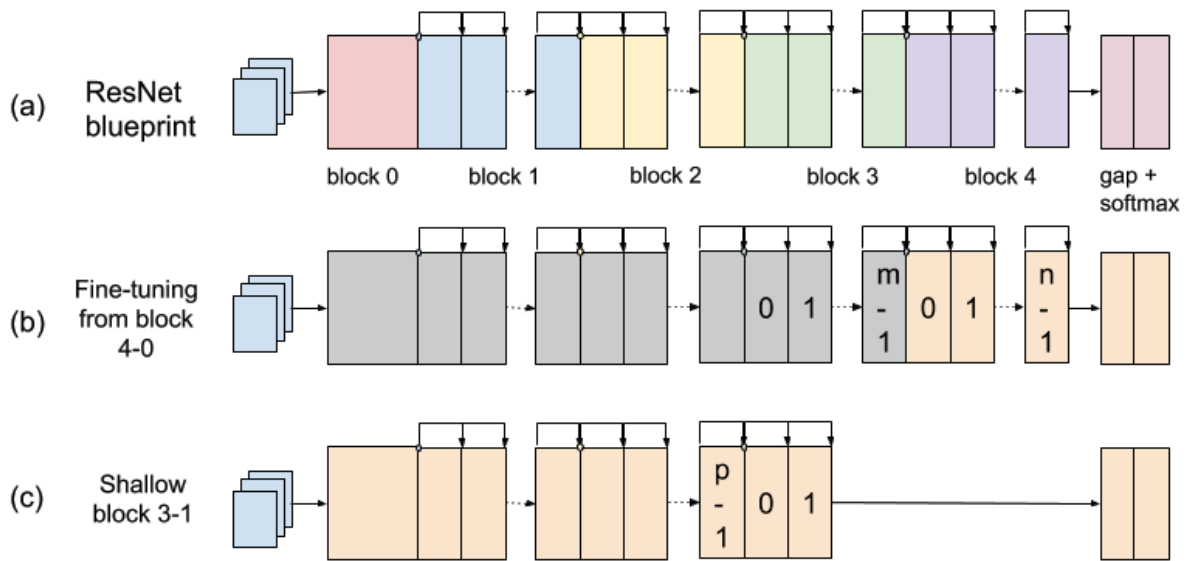 (a)
ResNet
blueprint
block 0
block 1
block 2
block 3
block 4
gap +
softmax
(b)
Fine-tuning
from block
4-0
0
1
m
-
1
0
1
n
-
1
(c)
Shallow
block 3-1
p
-
1
0
1